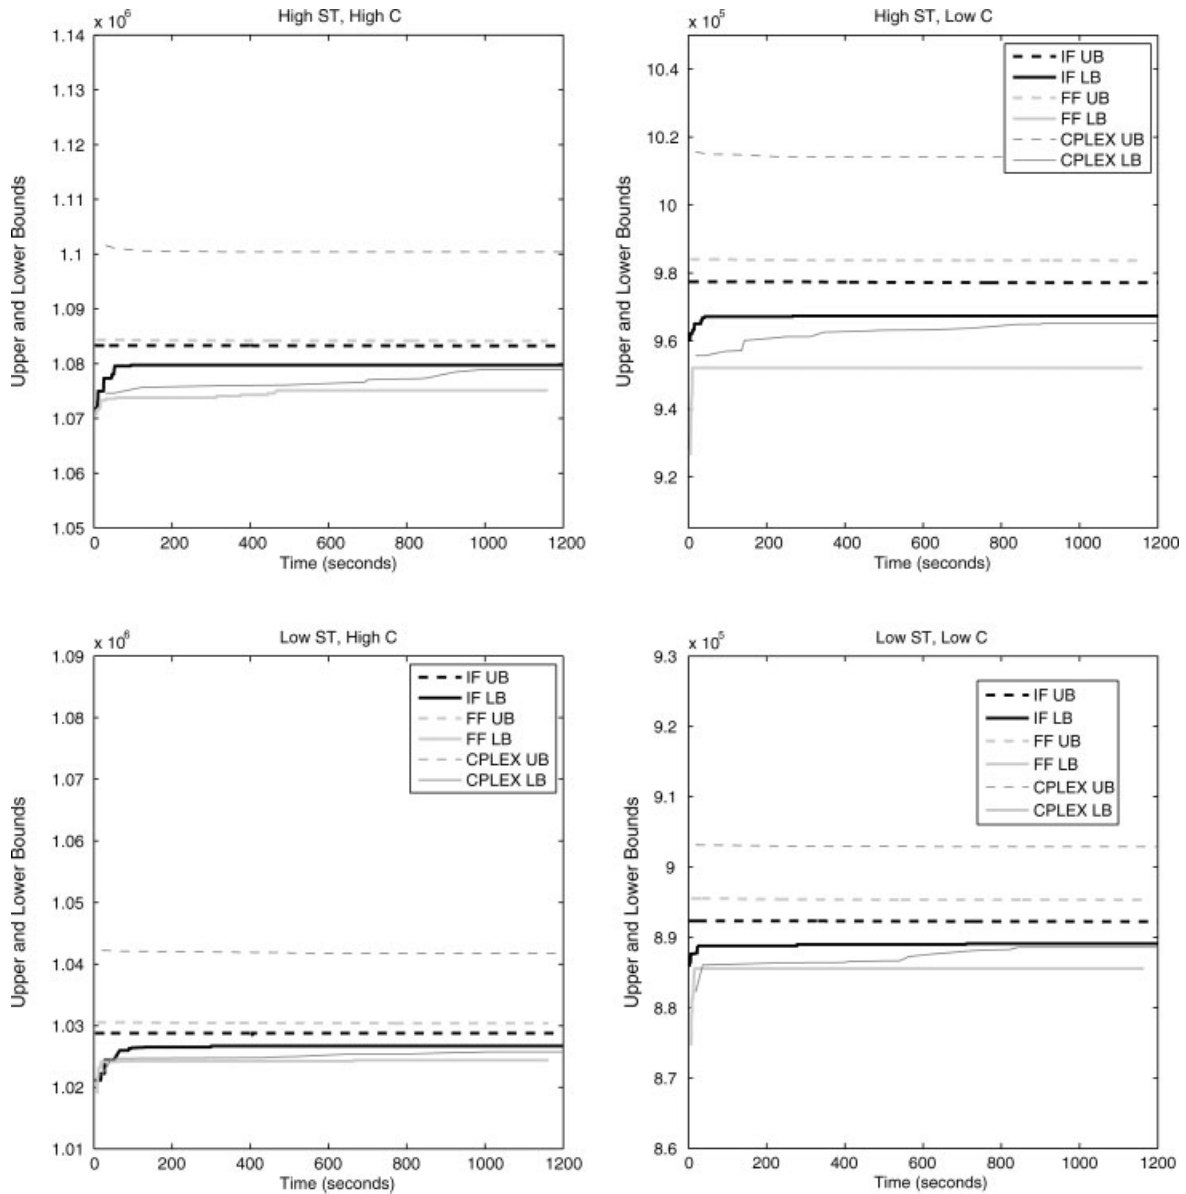 High ST, High C
x 10^6
1.14
1.13
1.12
1.11
1.1
1.09
1.08
1.07
1.06
1.05
Upper and Lower Bounds
0 200 400 600 800 1000 1200
Time (seconds)
High ST, Low C
x 10^5
10.4
10.2
10
9.8
9.6
9.4
9.2
Upper and Lower Bounds
IF UB
IF LB
FF UB
FF LB
CPLEX UB
CPLEX LB
0 200 400 600 800 1000 1200
Time (seconds)
Low ST, High C
x 10^6
1.09
1.08
1.07
1.06
1.05
1.04
1.03
1.02
1.01
Upper and Lower Bounds
IF UB
IF LB
FF UB
FF LB
CPLEX UB
CPLEX LB
0 200 400 600 800 1000 1200
Time (seconds)
Low ST, Low C
x 10^5
9.3
9.2
9.1
9
8.9
8.8
8.7
8.6
Upper and Lower Bounds
IF UB
IF LB
FF UB
FF LB
CPLEX UB
CPLEX LB
0 200 400 600 800 1000 1200
Time (seconds)